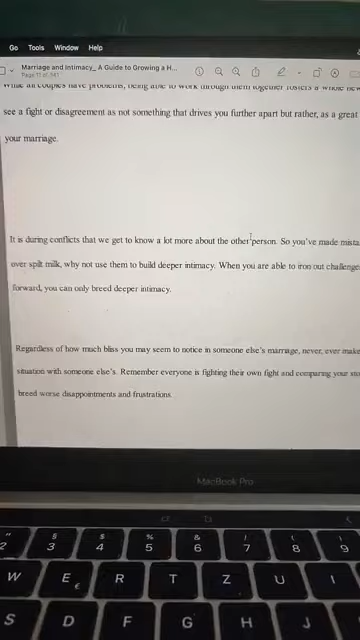 Go Tools Window Help
Marriage and Intimacy_ A Guide to Growing a H...
see a fight or disagreement as not something that drives you further apart but rather, as a great
your marriage.
It is during conflicts that we get to know a lot more about the other person. So you've made
over spilt milk, why not use them to build deeper intimacy. When you are able to iron out
forward, you can only breed deeper intimacy.
Regardless of how much bliss you may seem to notice in someone else's marriage, never, ever make
situation with someone else's. Remember everyone is fighting their own fight and comparing your
breed worse disappointments and frustrations
MacBook Pro
3 4 5 6 7 8 9
W E € R T Z U I
S D F G H J